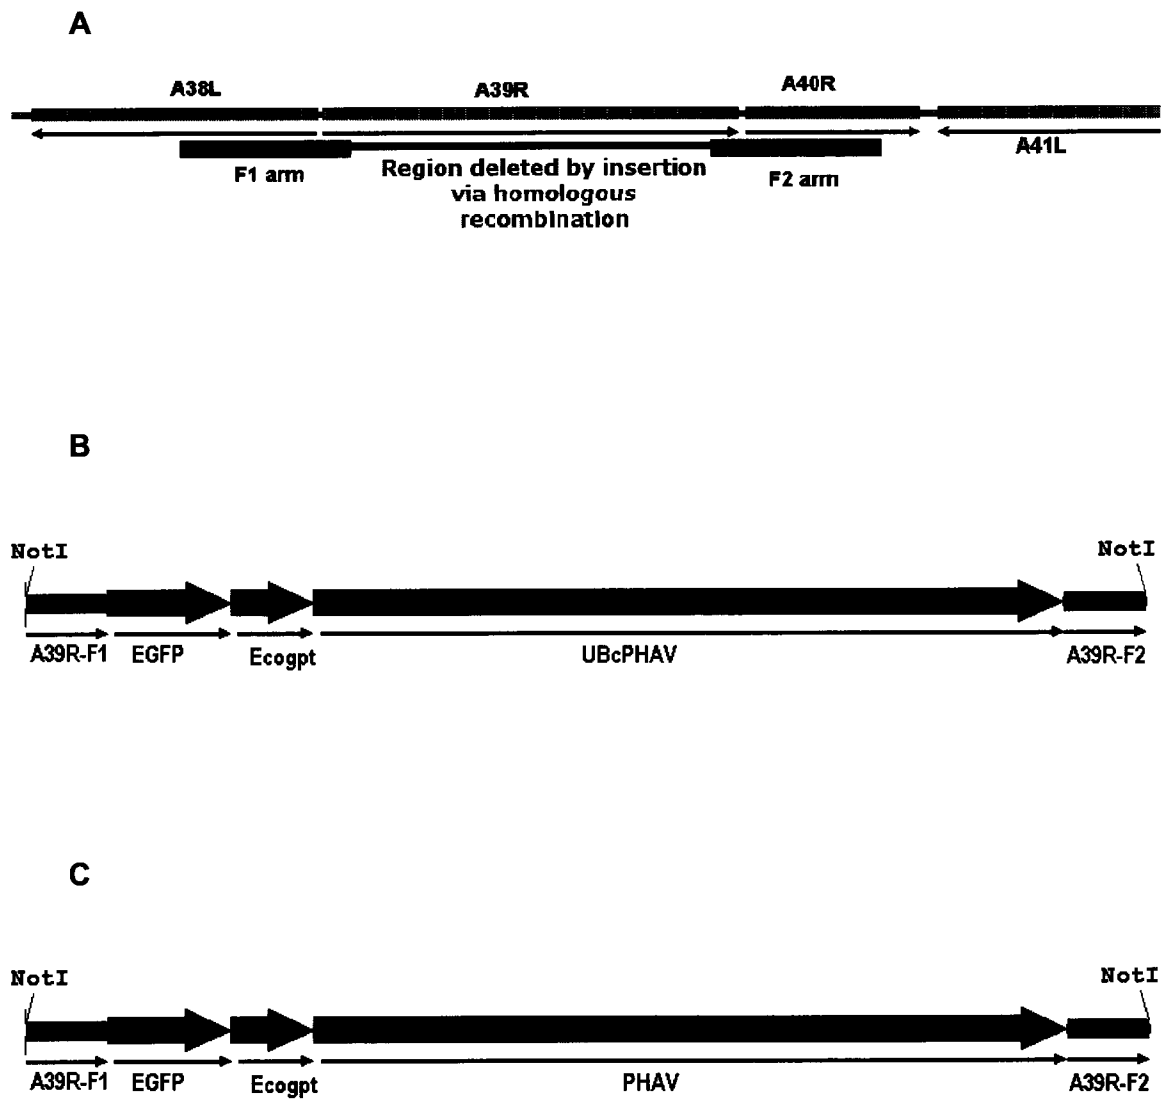 A
A38L
A39R
A40R
A41L
F1 arm
Region deleted by insertion
via homologous
recombination
F2 arm
B
NotI
NotI
A39R-F1
EGFP
Ecogpt
UBcPHAV
A39R-F2
C
NotI
NotI
A39R-F1
EGFP
Ecogpt
PHAV
A39R-F2